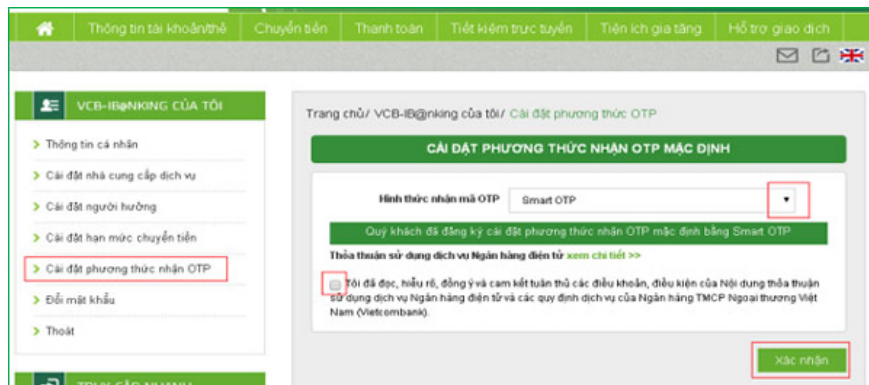 Thông tin tài khoản/thẻ Chuyển tiền Thanh toán Tiết kiệm trực tuyến Tiện ích gia tăng Hỗ trợ giao dịch
VCB-IB@NKING CỦA TÔI
Thông tin cá nhân
Cài đặt nhà cung cấp dịch vụ
Cài đặt người hưởng
Cài đặt hạn mức chuyển tiền
Cài đặt phương thức nhận OTP
Đổi mật khẩu
Thoát
Trang chủ/ VCB-IB@nking của tôi/ Cài đặt phương thức OTP
CÀI ĐẶT PHƯƠNG THỨC NHẬN OTP MẶC ĐỊNH
Hình thức nhận mã OTP Smart OTP
Quý khách đã đăng ký cài đặt phương thức nhận OTP mặc định bằng Smart OTP
Thỏa thuận sử dụng dịch vụ Ngân hàng điện tử xem chi tiết >>
Tôi đã đọc, hiểu rõ, đồng ý và cam kết tuân thủ các điều khoản, điều kiện của Nội dung thỏa thuận
sử dụng dịch vụ Ngân hàng điện tử và các quy định dịch vụ của Ngân hàng TMCP Ngoại thương Việt
Nam (Vietcombank).
Xác nhận